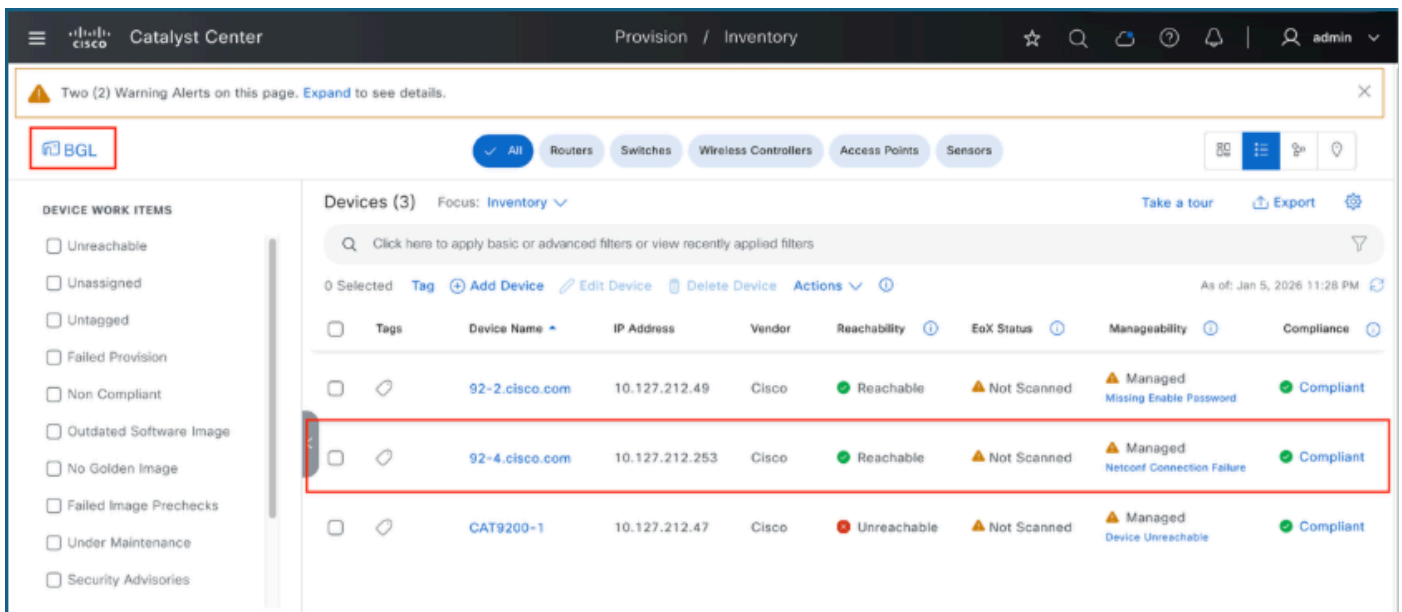 cisco Catalyst Center Provision / Inventory admin
Two (2) Warning Alerts on this page. Expand to see details.
BGL All Routers Switches Wireless Controllers Access Points Sensors
DEVICE WORK ITEMS
Unreachable
Unassigned
Untagged
Failed Provision
Non Compliant
Outdated Software Image
No Golden Image
Failed Image Prechecks
Under Maintenance
Security Advisories
Devices (3) Focus: Inventory Take a tour Export
Click here to apply basic or advanced filters or view recently applied filters
0 Selected Tag Add Device Edit Device Delete Device Actions As of: Jan 5, 2026 11:28 PM
Tags Device Name IP Address Vendor Reachability EoX Status Manageability Compliance
92-2.cisco.com 10.127.212.49 Cisco Reachable Not Scanned Managed Compliant
Missing Enable Password
92-4.cisco.com 10.127.212.253 Cisco Reachable Not Scanned Managed Compliant
Netconf Connection Failure
CAT9200-1 10.127.212.47 Cisco Unreachable Not Scanned Managed Compliant
Device Unreachable